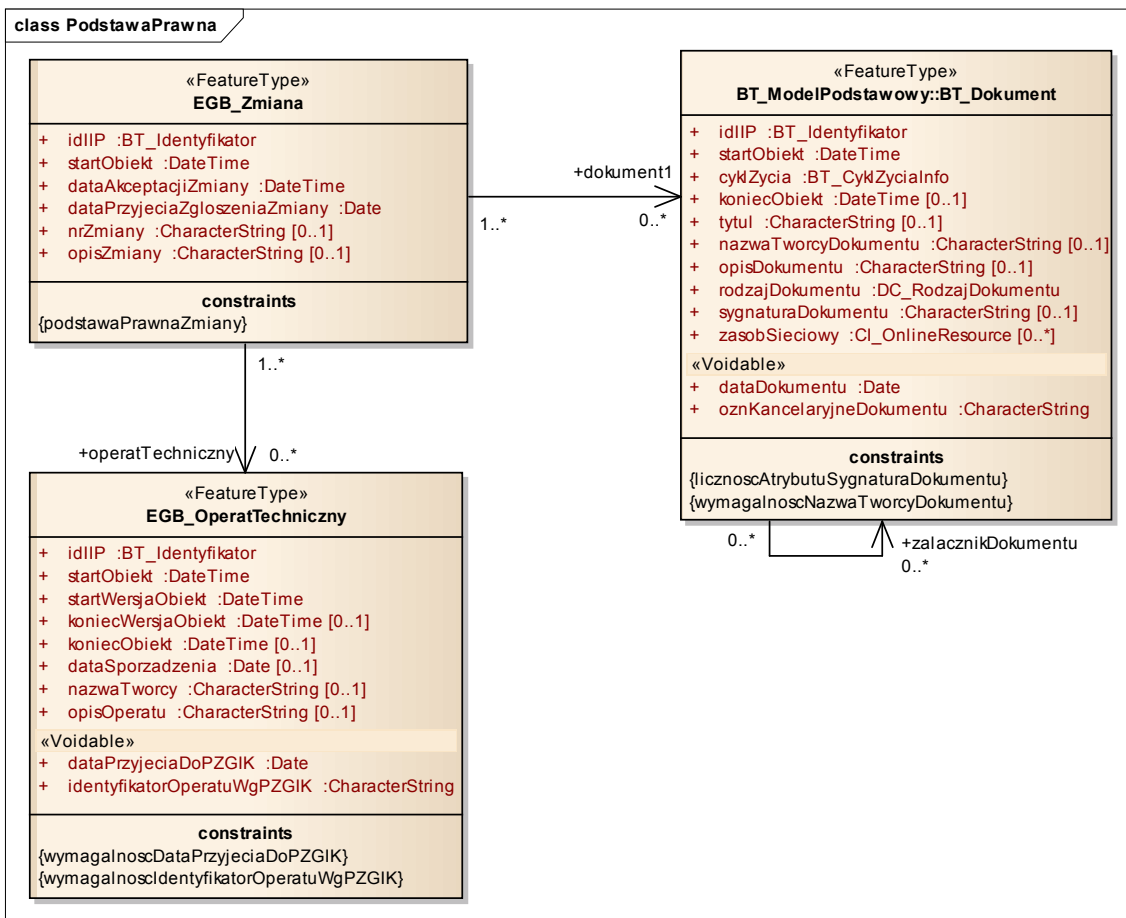 class PodstawaPrawna
«FeatureType»
EGB_Zmiana
+ idIIP :BT_Identyfikator
+ startObiekt :DateTime
+ dataAkceptacjiZmiany :DateTime
+ dataPrzyjeciaZgloszeniaZmiany :Date
+ nrZmiany :CharacterString [0..1]
+ opisZmiany :CharacterString [0..1]
constraints
{podstawaPrawnaZmiany}
«FeatureType»
BT_ModelPodstawowy::BT_Dokument
+ idIIP :BT_Identyfikator
+ startObiekt :DateTime
+ cyklZycia :BT_CyklZyciaInfo
+ koniecObiekt :DateTime [0..1]
+ tytul :CharacterString [0..1]
+ nazwaTworcyDokumentu :CharacterString [0..1]
+ opisDokumentu :CharacterString [0..1]
+ rodzajDokumentu :DC_RodzajDokumentu
+ sygnaturaDokumentu :CharacterString [0..1]
+ zasobSieciowy :CI_OnlineResource [0..*]
«Voidable»
+ dataDokumentu :Date
+ oznKancelaryjneDokumentu :CharacterString
constraints
{licznoscAtrybutuSygnaturaDokumentu}
{wymagalnoscNazwaTworcyDokumentu}
+dokument1
1..*
0..*
1..*
+operatTechniczny
0..*
0..*
+zalacznikDokumentu
0..*
«FeatureType»
EGB_OperatTechniczny
+ idIIP :BT_Identyfikator
+ startObiekt :DateTime
+ startWersjaObiekt :DateTime
+ koniecWersjaObiekt :DateTime [0..1]
+ koniecObiekt :DateTime [0..1]
+ dataSporzadzenia :Date [0..1]
+ nazwaTworcy :CharacterString [0..1]
+ opisOperatu :CharacterString [0..1]
«Voidable»
+ dataPrzyjeciaDoPZGIK :Date
+ identyfikatorOperatuWgPZGIK :CharacterString
constraints
{wymagalnoscDataPrzyjeciaDoPZGIK}
{wymagalnoscIdentyfikatorOperatuWgPZGIK}